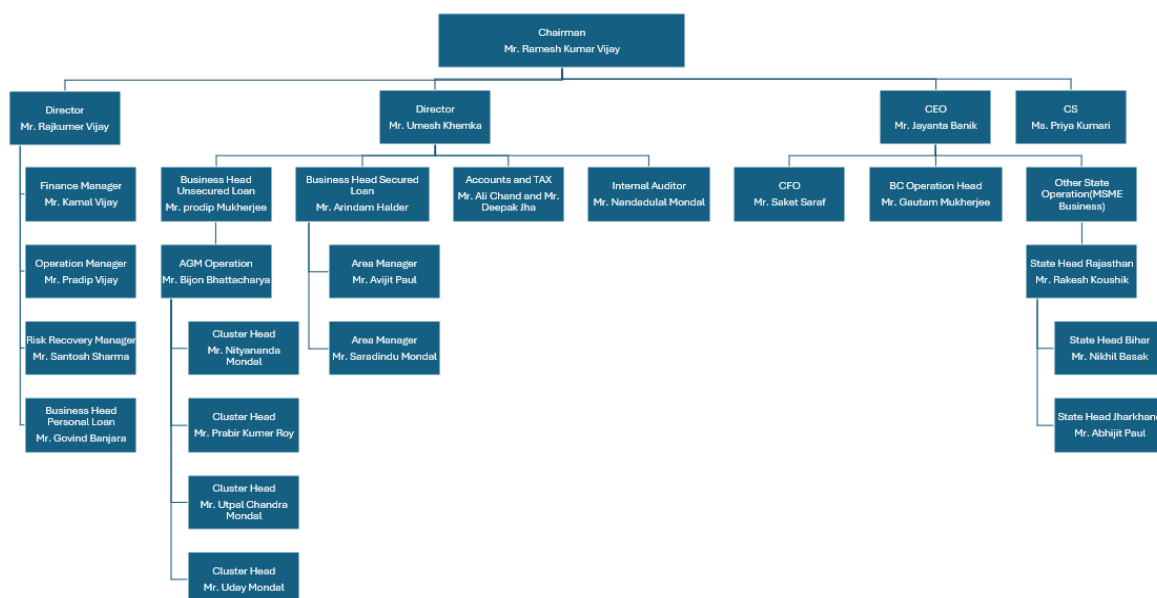 Chairman
Mr. Ramesh Kumar Vijay
Director
Mr. Rajkumer Vijay
Director
Mr. Umesh Khemka
CEO
Mr. Jayanta Banik
CS
Ms. Priya Kumari
Finance Manager
Mr. Kamal Vijay
Business Head
Unsecured Loan
Mr. prodip Mukherjee
Business Head Secured
Loan
Mr. Arindam Halder
Accounts and TAX
Mr. Ali Chand and Mr.
Deepak Jha
Internal Auditor
Mr. Nandadulal Mondal
CFO
Mr. Saket Saraf
BC Operation Head
Mr. Gautam Mukherjee
Other State
Operation(MSME
Business)
Operation Manager
Mr. Pradip Vijay
AGM Operation
Mr. Bijon Bhattacharya
Area Manager
Mr. Avijit Paul
State Head Rajasthan
Mr. Rakesh Koushik
Risk Recovery Manager
Mr. Santosh Sharma
Cluster Head
Mr. Nityananda
Mondal
Area Manager
Mr. Saradindu Mondal
State Head Bihar
Mr. Nikhil Basak
Business Head
Personal Loan
Mr. Govind Banjara
Cluster Head
Mr. Prabir Kumer Roy
State Head Jharkhand
Mr. Abhijit Paul
Cluster Head
Mr. Utpal Chandra
Mondal
Cluster Head
Mr. Uday Mondal